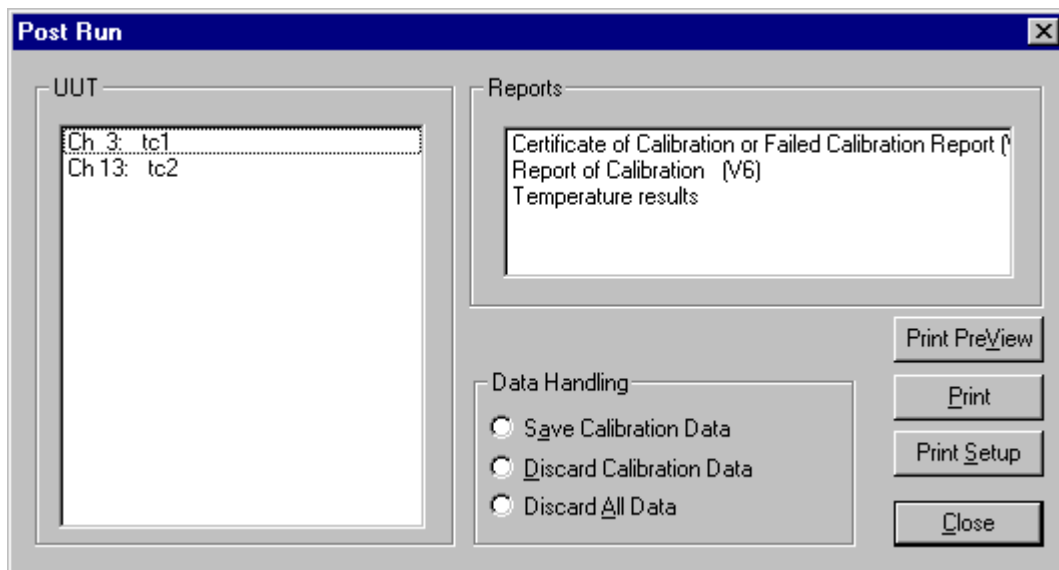 Post Run
UUT
Ch 3: tc1
Ch 13: tc2
Reports
Certificate of Calibration or Failed Calibration Report
Report of Calibration (V6)
Temperature results
Data Handling
Save Calibration Data
Discard Calibration Data
Discard All Data
Print PreView
Print
Print Setup
Close